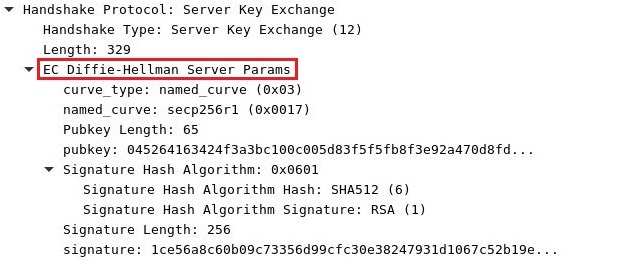 Handshake Protocol: Server Key Exchange
Handshake Type: Server Key Exchange (12)
Length: 329
EC Diffie-Hellman Server Params
curve_type: named_curve (0x03)
named_curve: secp256r1 (0x0017)
Pubkey Length: 65
pubkey: 045264163424f3a3bc100c005d83f5f5fb8f3e92a470d8fd...
Signature Hash Algorithm: 0x0601
Signature Hash Algorithm Hash: SHA512 (6)
Signature Hash Algorithm Signature: RSA (1)
Signature Length: 256
signature: 1ce56a8c60b09c73356d99cfc30e38247931d1067c52b19e...